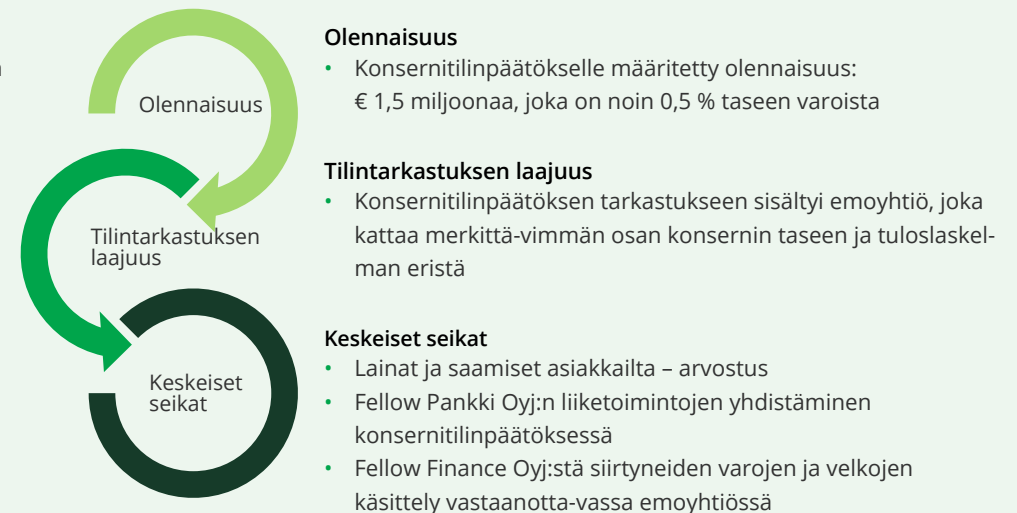 Olennaisuus
Tilintarkastuksen
laajuus
Keskeiset
seikat
Olennaisuus
• Konsernitilinpäätökselle määritetty olennaisuus:
€ 1,5 miljoonaa, joka on noin 0,5 % taseen varoista
Tilintarkastuksen laajuus
• Konsernitilinpäätöksen tarkastukseen sisältyi emoyhtiö, joka
kattaa merkittä-vimmän osan konsernin taseen ja tuloslaskel-
man eristä
Keskeiset seikat
• Lainat ja saamiset asiakkailta – arvostus
• Fellow Pankki Oyj:n liiketoimintojen yhdistäminen
konsernitilinpäätöksessä
• Fellow Finance Oyj:stä siirtyneiden varojen ja velkojen
käsittely vastaanotta-vassa emoyhtiössä